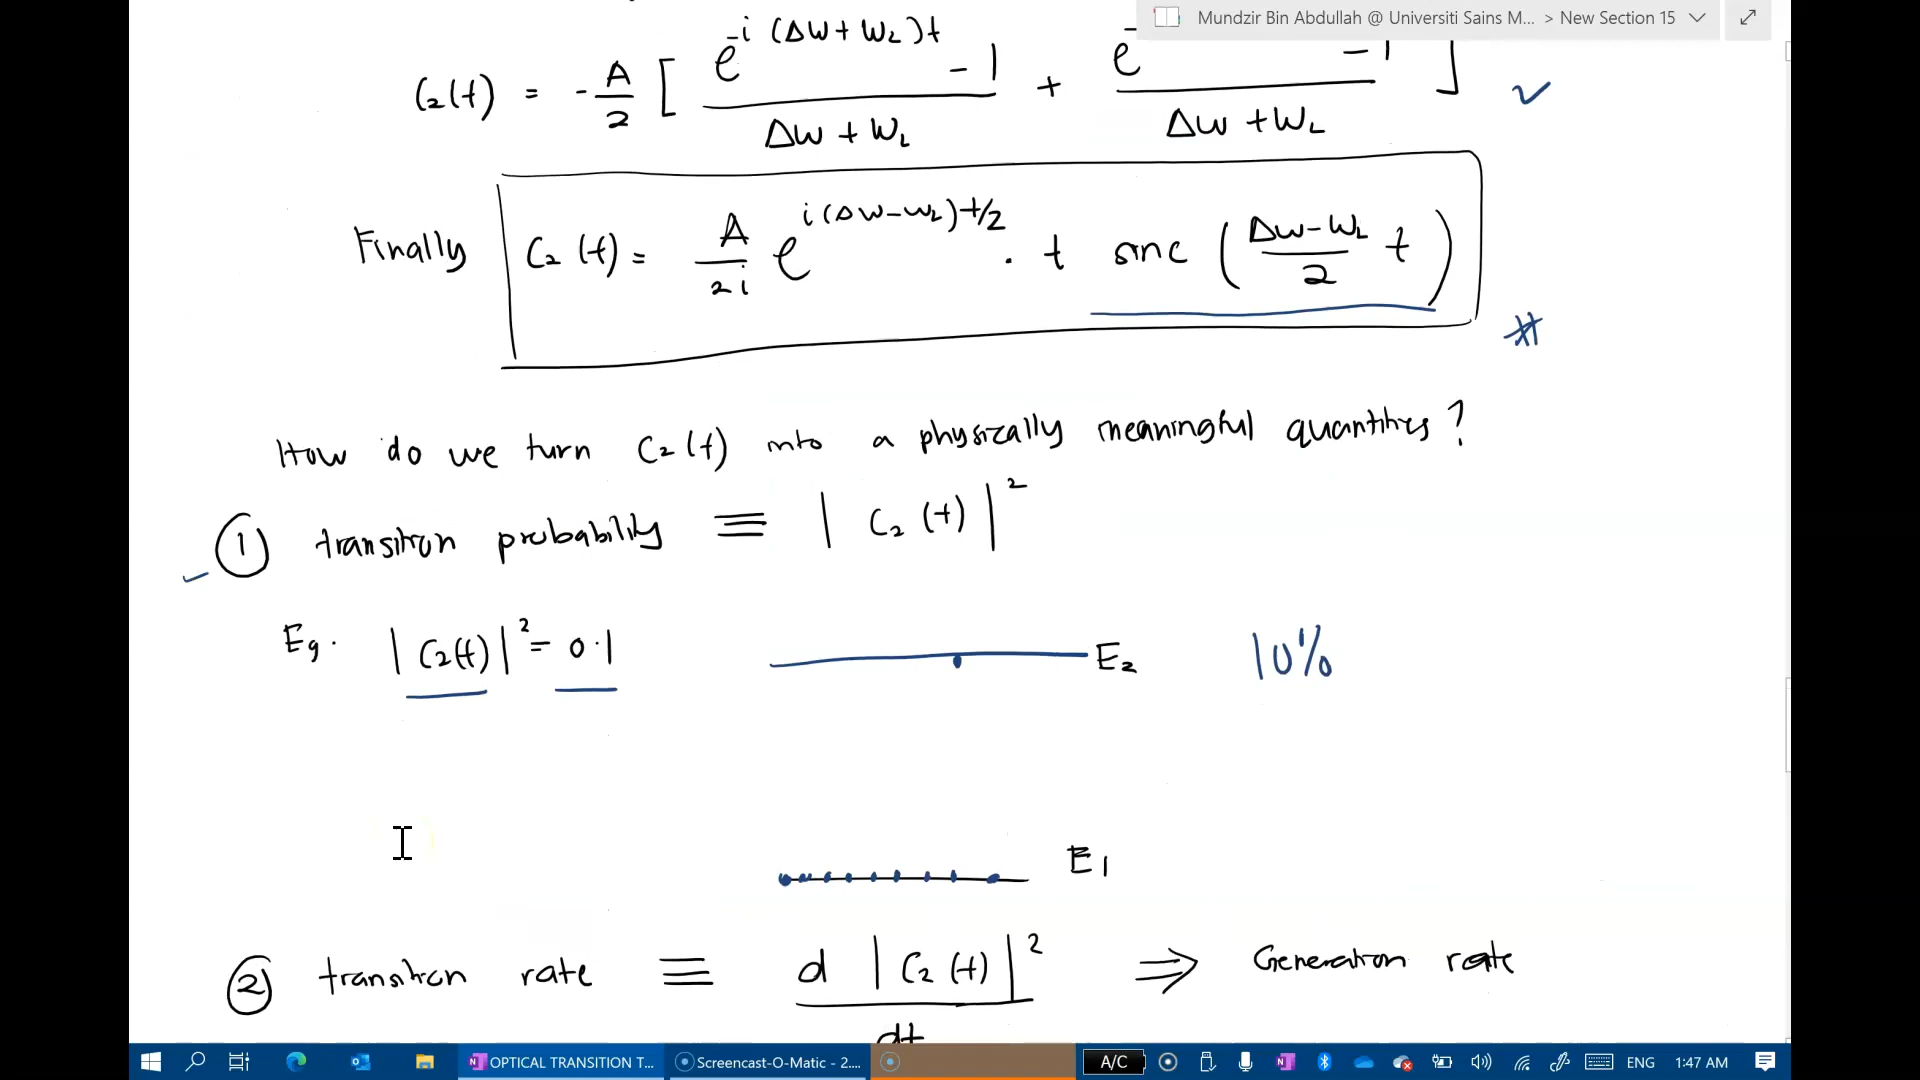 Mundzir Bin Abdullah @ Universiti Sains M... > New Section 15
C₂(t) = -A/2 [ (e^{-i(Δω+ω_L)t} - 1)/(Δω + ω_L) + (e^{-} - 1)/(Δω + ω_L) ] ✓
Finally C₂(t) = A/2i e^{i(Δω-ω_L)t/2} · t sinc ( (Δω-ω_L)/2 t )
#
How do we turn C₂(t) into a physically meaningful quantities?
① transition probability ≡ |C₂(t)|²
Eg. |C₂(t)|² = 0.1 E₂ 10%
E₁
② transition rate ≡ d|C₂(t)|²/dt ⇒ Generation rate
OPTICAL TRANSITION T... Screencast-O-Matic - 2.... A/C ENG 1:47 AM